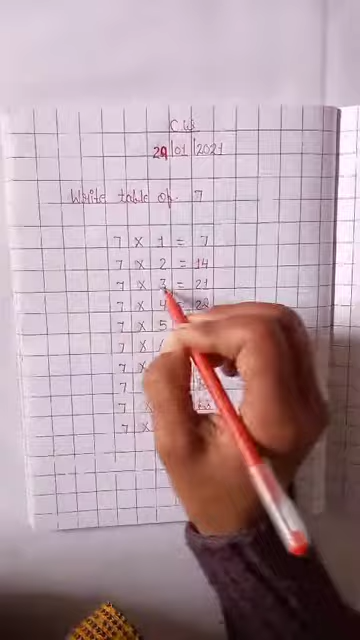 C.W
29/01/2021
Write table of 7
7 × 1 = 7
7 × 2 = 14
7 × 3 = 21
7 × 4 = 28
7 × 5
7 ×
7 ×
7
7 ×
7 ×